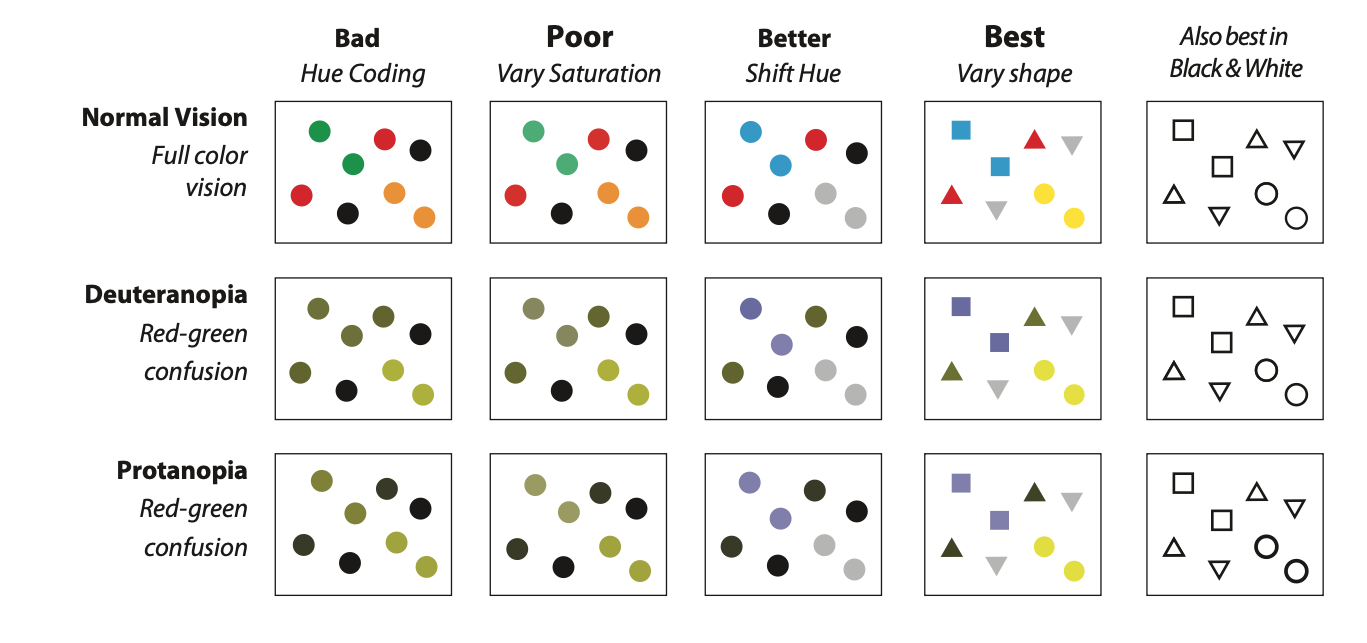 Bad
Hue Coding
Poor
Vary Saturation
Better
Shift Hue
Best
Vary shape
Also best in
Black & White
Normal Vision
Full color
vision
Deuteranopia
Red-green
confusion
Protanopia
Red-green
confusion